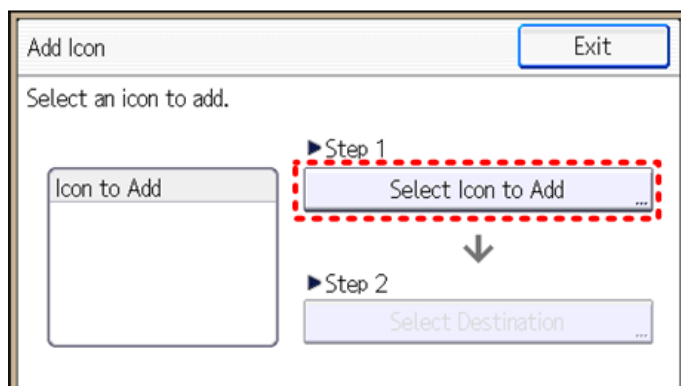 Add Icon
Exit
Select an icon to add.
▶Step 1
Icon to Add
Select Icon to Add
...
▶Step 2
Select Destination
...